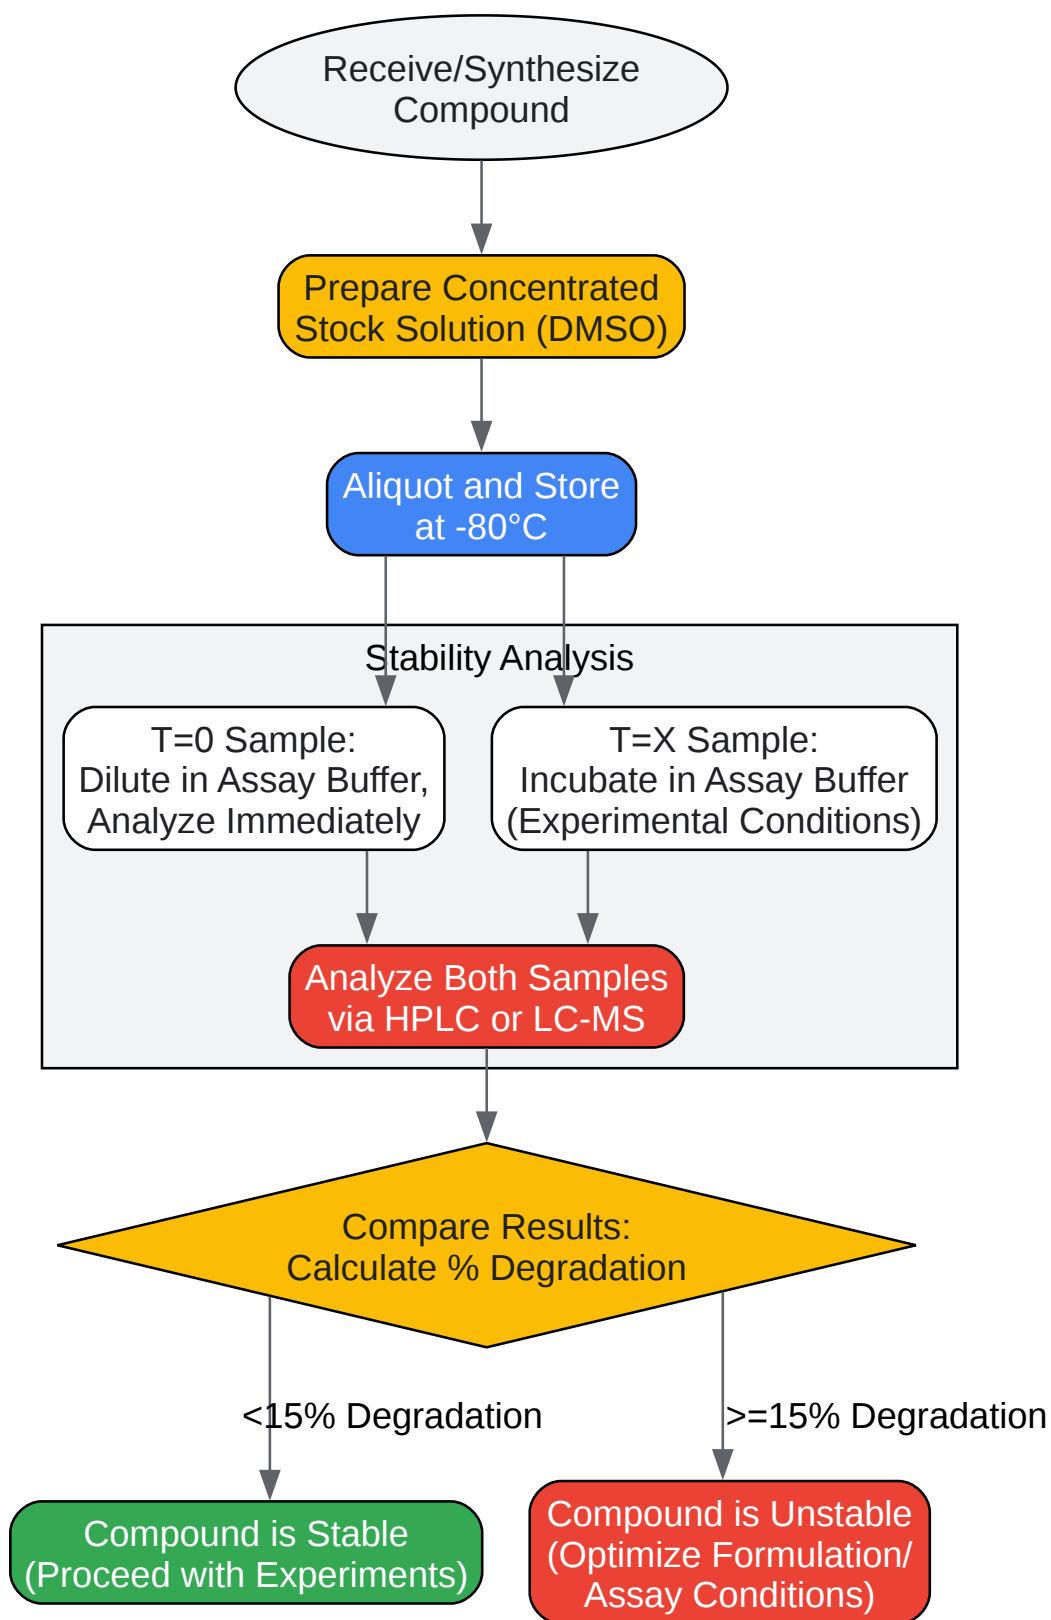 Receive/Synthesize
Compound
Prepare Concentrated
Stock Solution (DMSO)
Aliquot and Store
at -80°C
Stability Analysis
T=0 Sample:
Dilute in Assay Buffer,
Analyze Immediately
T=X Sample:
Incubate in Assay Buffer
(Experimental Conditions)
Analyze Both Samples
via HPLC or LC-MS
Compare Results:
Calculate % Degradation
<15% Degradation
>=15% Degradation
Compound is Stable
(Proceed with Experiments)
Compound is Unstable
(Optimize Formulation/
Assay Conditions)